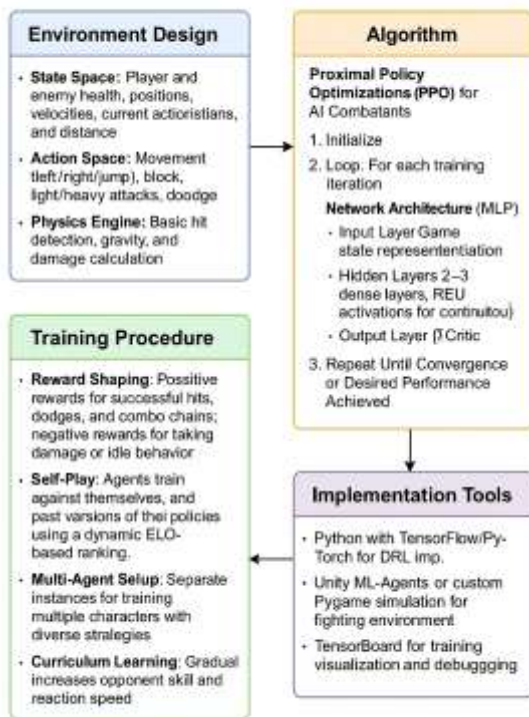 Environment Design
• State Space: Player and
enemy health, positions,
velocities, current actioristians,
and distance
• Action Space: Movement
tleft/right/jump), block,
light/heavy attacks, doodge
• Physics Engine: Basic hit
detection, gravity, and
damage calculation
Algorithm
Proximal Policy
Optimizations (PPO) for
AI Combatants
1. Initialize
2. Loop: For each training
iteration
Network Architecture (MLP)
• Input Layer Game
state repressententiation
• Hidden Layers 2–3
dense layers, REU
activations for continuitou)
• Output Layer Critic
3. Repeat Until Convergence
or Desired Performance
Achieved
Implementation Tools
• Python with TensorFlow/Py-
Torch for DRL imp.
• Unity ML-Agents or custom
Pygame simulation for
fighting environment
• TensorBoard for training
visualization and debuggging
Training Procedure
• Reward Shaping: Possitive
rewards for successful hits,
dodges, and combo chains;
negative rewards for taking
damage or idle behavior
• Self-Play: Agents train
against themselves, and
past varsions of thei policies
using a dynamic ELO-
based ranking.
• Multi-Agent Selup: Separate
instances for training
multiple characters with
diverse strategies
• Curriculum Learning: Gradual
increases opponent skill and
reaction speed